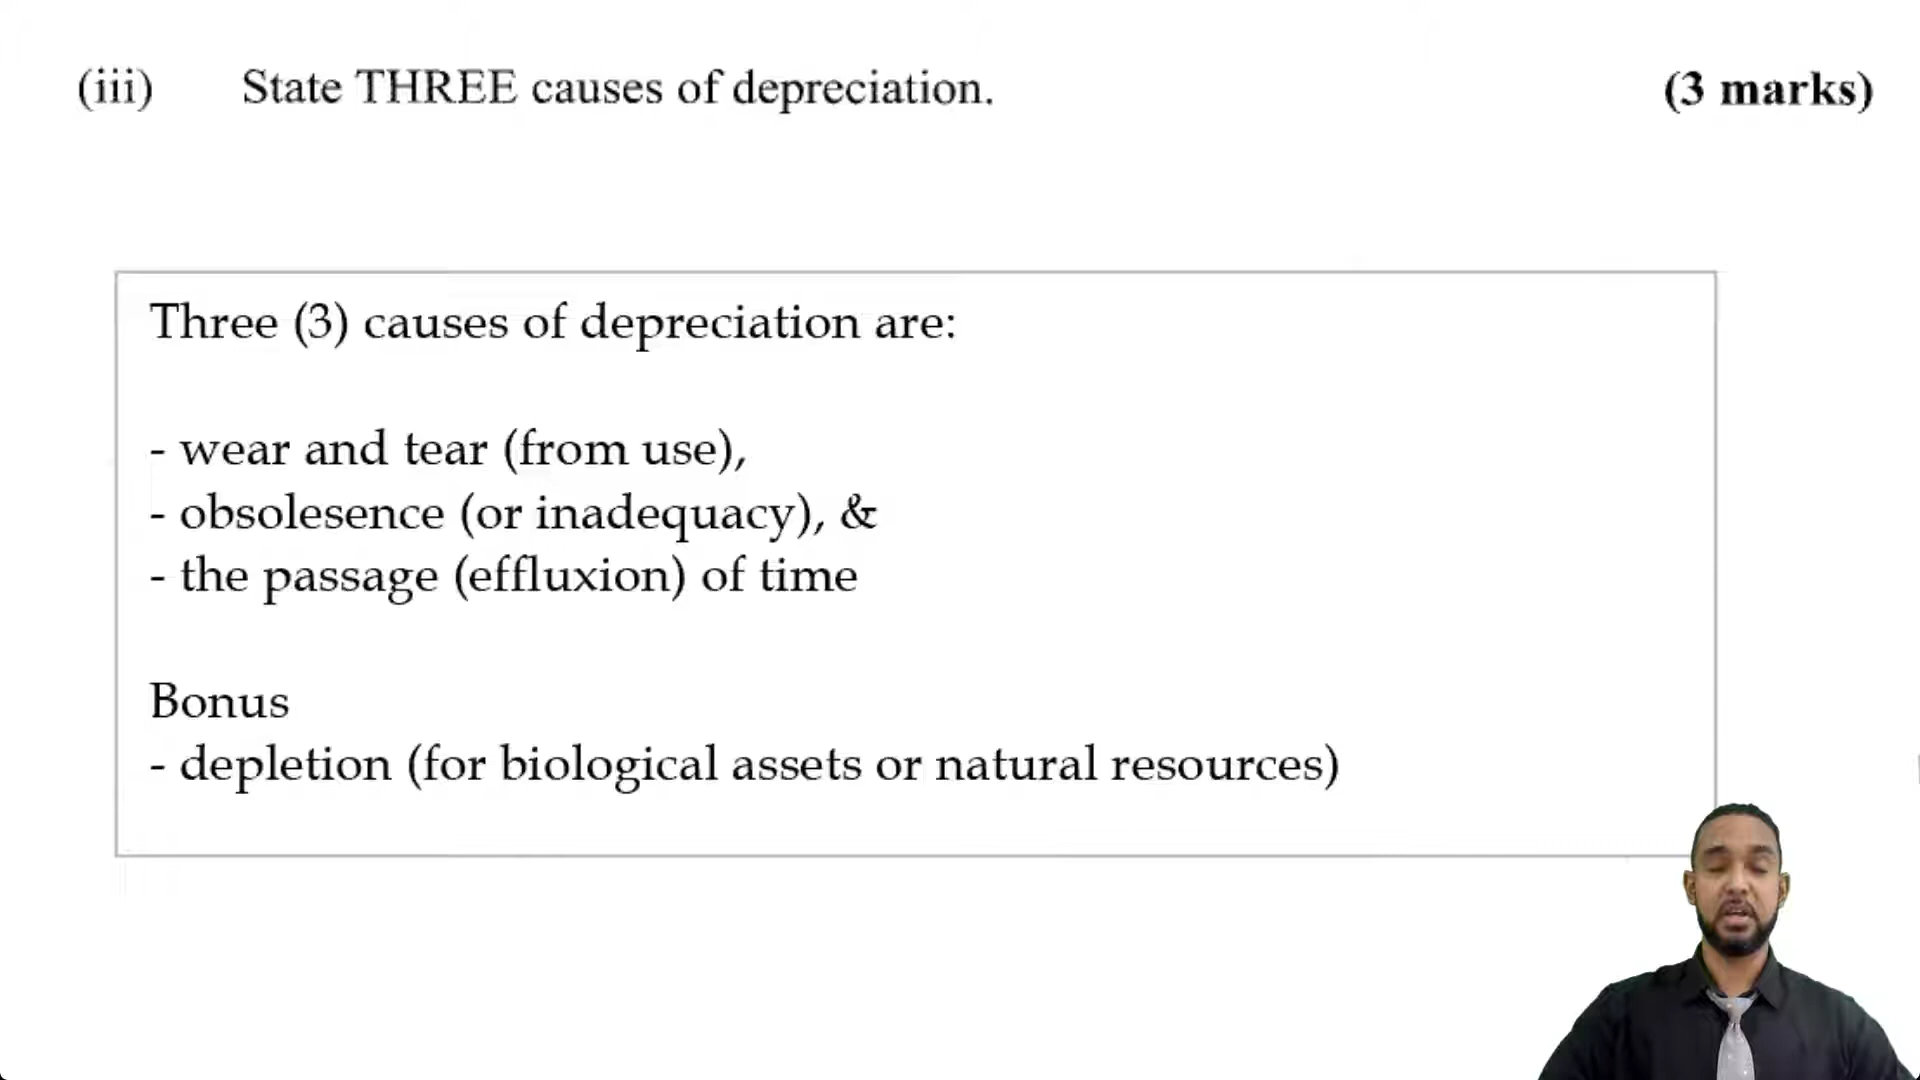 (iii) State THREE causes of depreciation. (3 marks)
Three (3) causes of depreciation are:
- wear and tear (from use),
- obsolesence (or inadequacy), &
- the passage (effluxion) of time
Bonus
- depletion (for biological assets or natural resources)